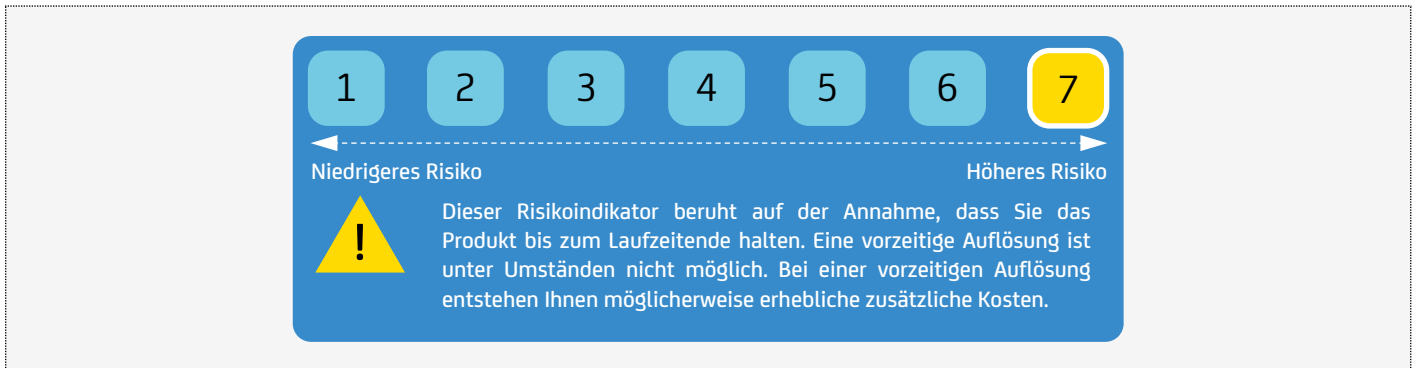 1 2 3 4 5 6 7
Niedrigeres Risiko Höheres Risiko
!
Dieser Risikoindikator beruht auf der Annahme, dass Sie das
Produkt bis zum Laufzeitende halten. Eine vorzeitige Auflösung ist
unter Umständen nicht möglich. Bei einer vorzeitigen Auflösung
entstehen Ihnen möglicherweise erhebliche zusätzliche Kosten.